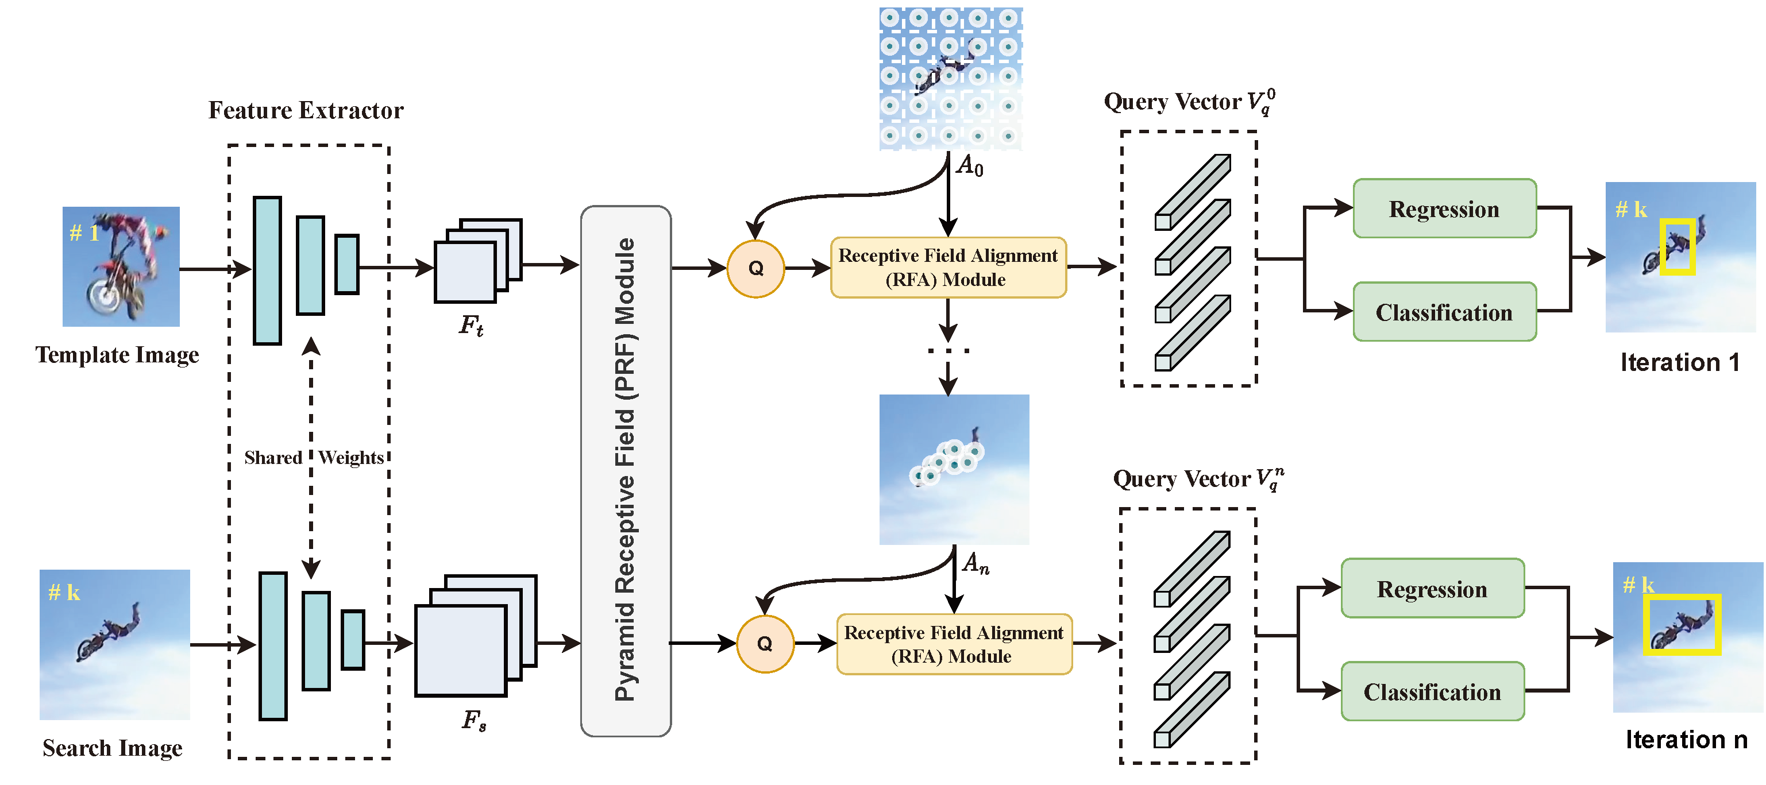 Feature Extractor
# 1
Template Image
Shared Weights
# k
Search Image
F_t
F_s
Pyramid Receptive Field (PRF) Module
A_0
Q
Receptive Field Alignment
(RFA) Module
. . .
A_n
Q
Receptive Field Alignment
(RFA) Module
Query Vector V_q^0
Regression
Classification
# k
Iteration 1
Query Vector V_q^n
Regression
Classification
# k
Iteration n